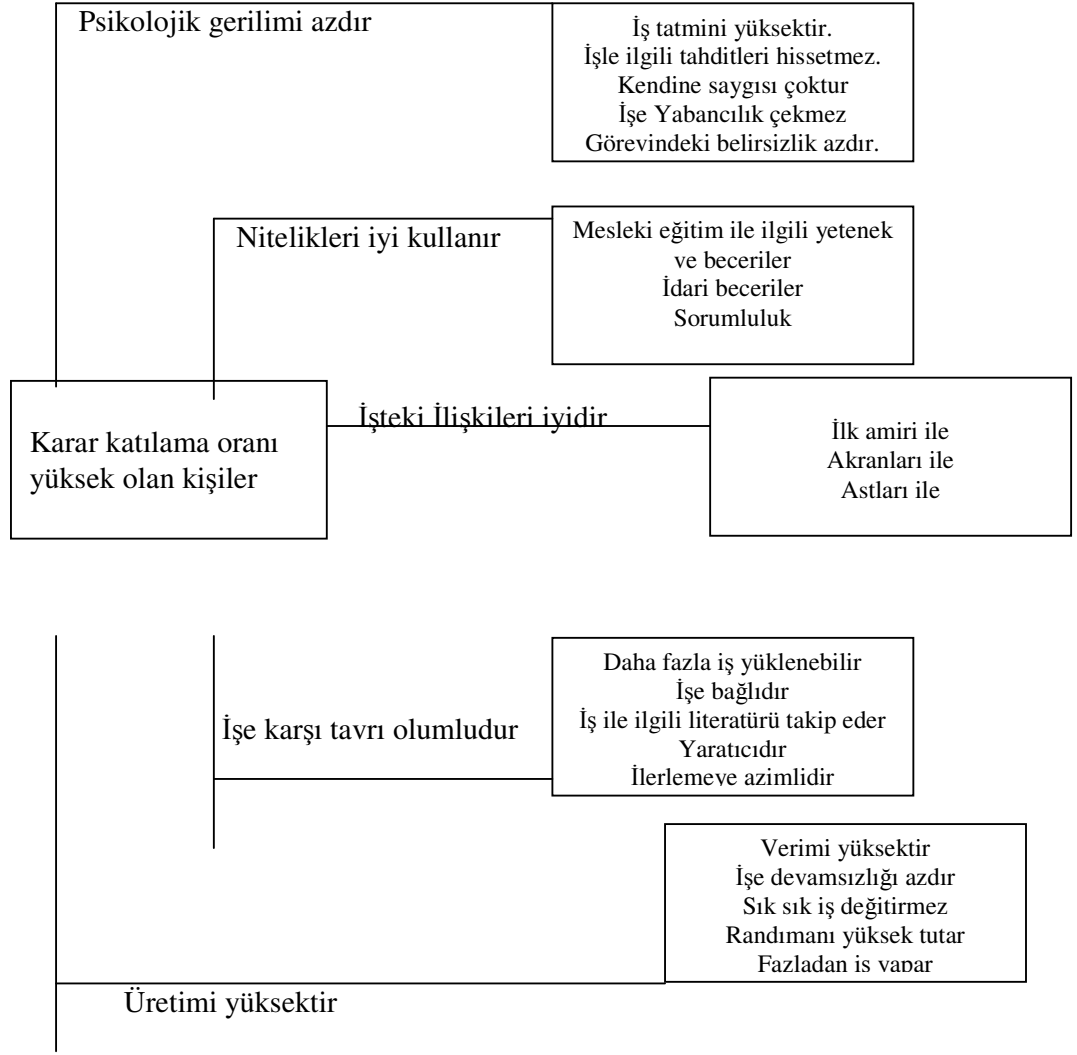 Psikolojik gerilimi azdır
İş tatmini yüksektir.
İşle ilgili tahditleri hissetmez.
Kendine saygısı çoktur
İşe Yabancılık çekmez
Görevindeki belirsizlik azdır.
Nitelikleri iyi kullanır
Mesleki eğitim ile ilgili yetenek
ve beceriler
İdari beceriler
Sorumluluk
Karar katılama oranı
yüksek olan kişiler
İşteki İlişkileri iyidir
İlk amiri ile
Akranları ile
Astları ile
İşe karşı tavrı olumludur
Daha fazla iş yüklenebilir
İşe bağlıdır
İş ile ilgili literatürü takip eder
Yaratıcıdır
İlerlemeye azimlidir
Verimi yüksektir
İşe devamsızlığı azdır
Sık sık iş değitirmez
Randımanı yüksek tutar
Fazladan iş yapar
Üretimi yüksektir